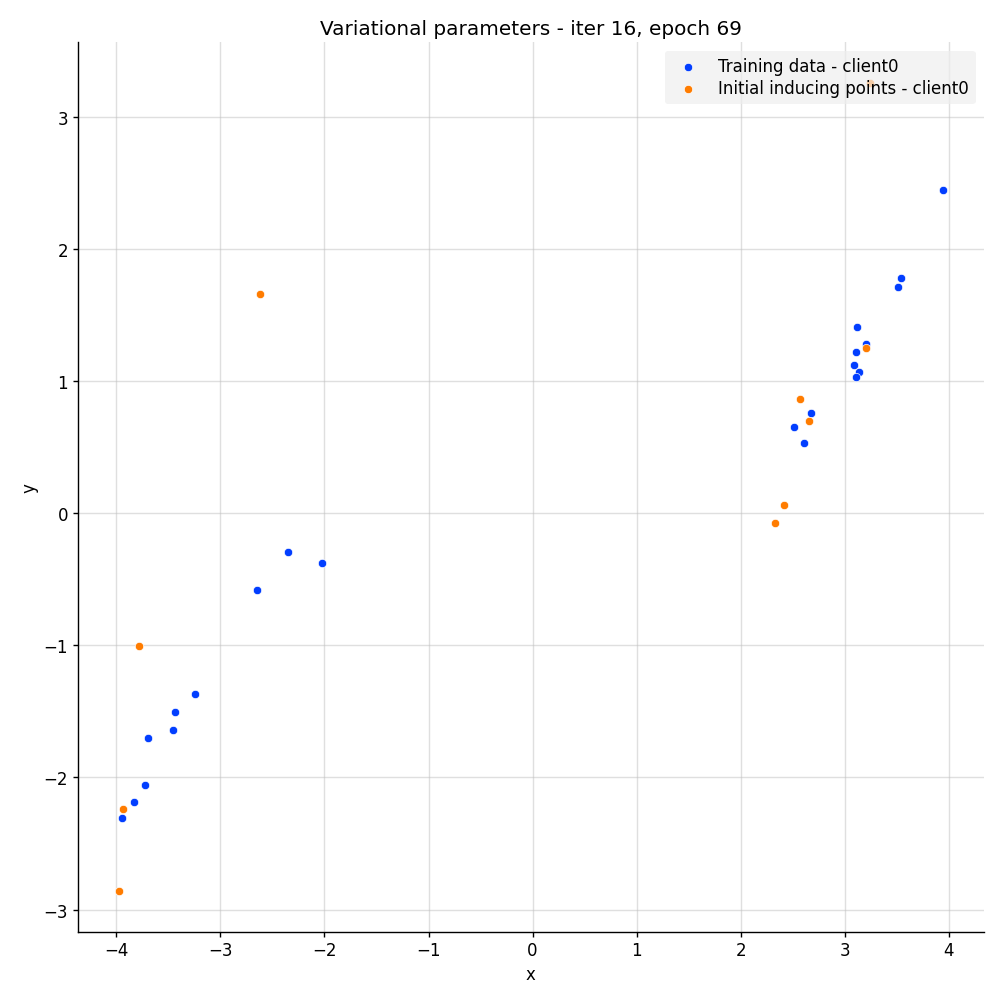 Variational parameters - iter 16, epoch 69
Training data - client0
Initial inducing points - client0
3
2
1
0
−1
−2
−3
y
−4 −3 −2 −1 0 1 2 3 4
x